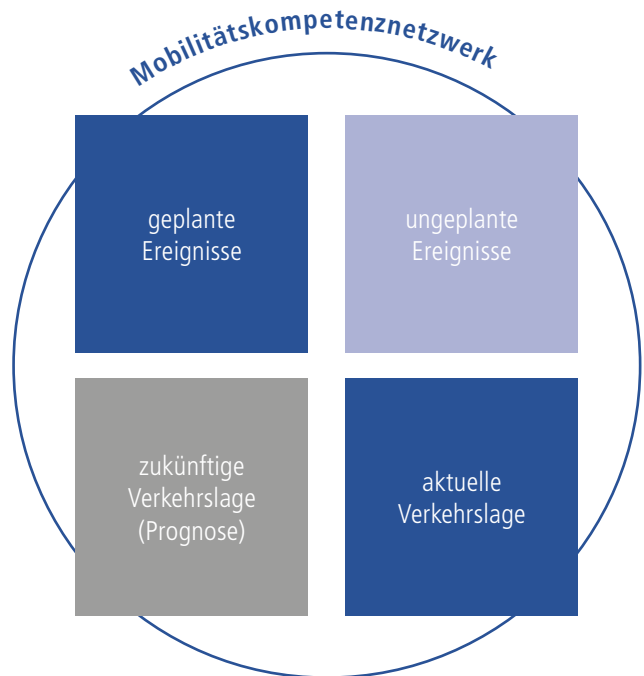 Mobilitätskompetenznetzwerk
geplante
Ereignisse
ungeplante
Ereignisse
zukünftige
Verkehrslage
(Prognose)
aktuelle
Verkehrslage